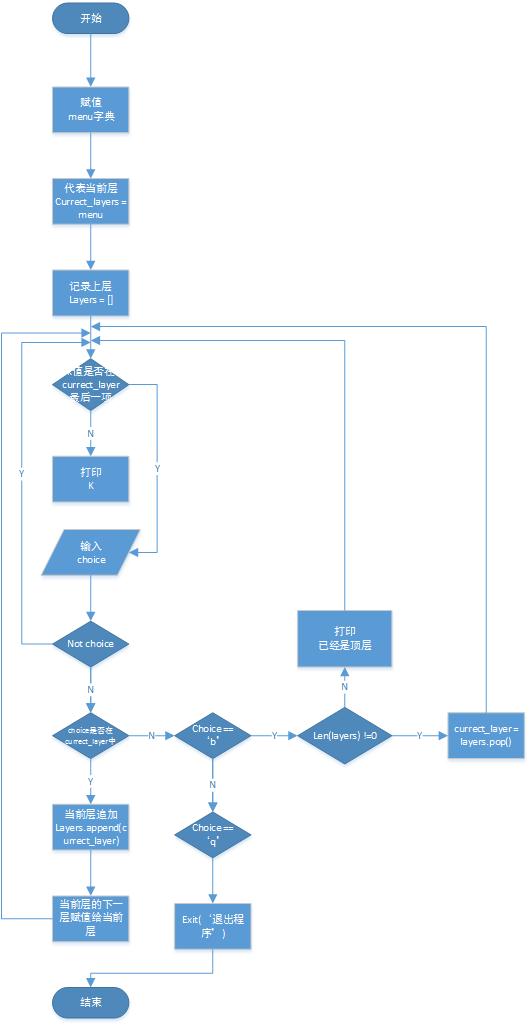 开始
赋值
menu字典
代表当前层
Currect_layers =
menu
记录上层
Layers = []
值是否在
currect_layer
最后一项
N
Y
Y
打印
K
输入
choice
Not choice
N
choice是否在
currect_layer中
N
Choice ==
‘b’
Y
Len(layers) !=0
N
打印
已经是顶层
Y
currect_layer =
layers.pop()
Y
当前层追加
Layers.append(c
urrect_layer)
N
Choice ==
‘q’
当前层的下一
层赋值给当前
层
Exit(‘退出程
序’)
结束